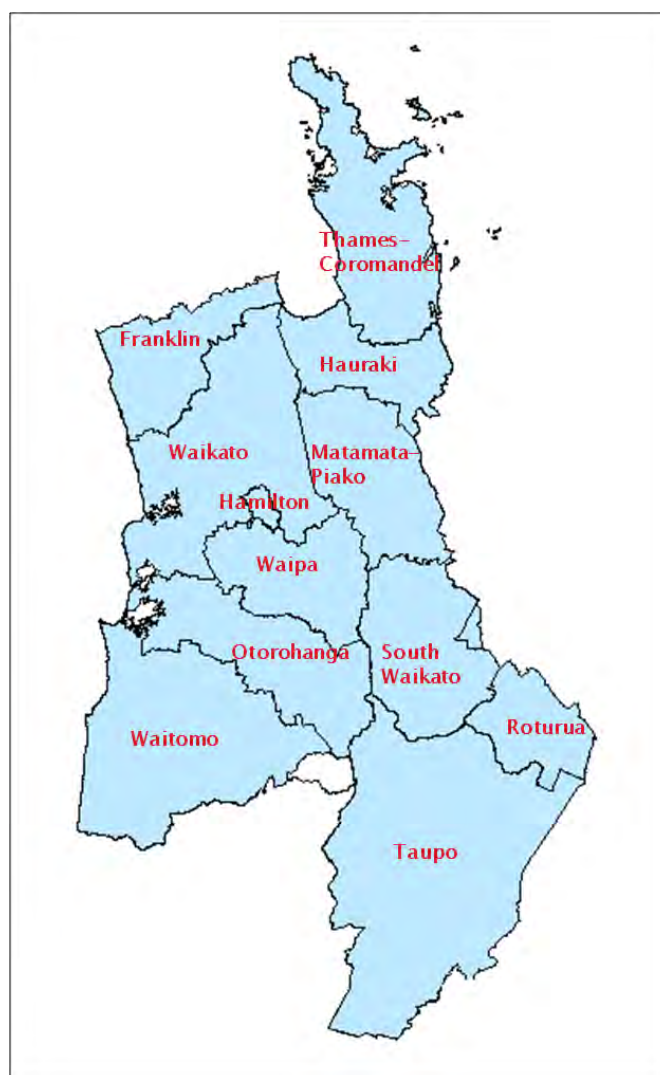 Thames-
Coromandel
Franklin
Hauraki
Waikato
Matamata-
Piako
Hamilton
Waipa
Otorohanga
South
Waikato
Waitomo
Roturua
Taupo